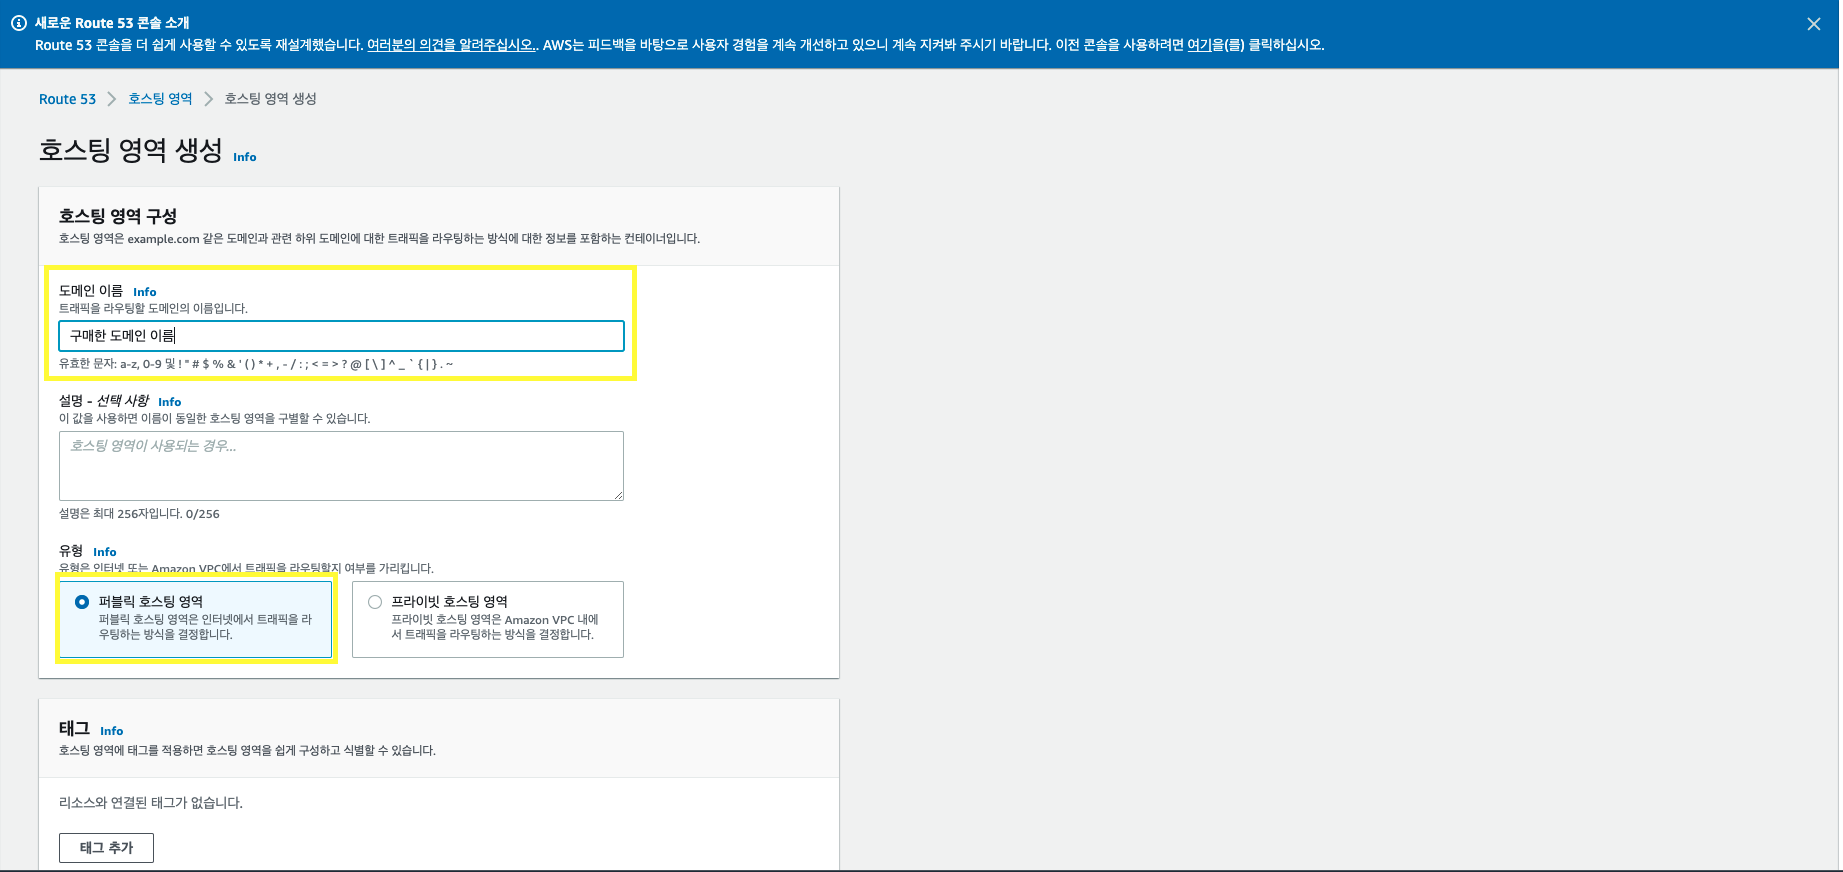 새로운 Route 53 콘솔 소개
Route 53 콘솔을 더 쉽게 사용할 수 있도록 재설계했습니다. 여러분의 의견을 알려주십시오.. AWS는 피드백을 바탕으로 사용자 경험을 계속 개선하고 있으니 계속 지켜봐 주시기 바랍니다. 이전 콘솔을 사용하려면 여기을(를) 클릭하십시오.
Route 53 > 호스팅 영역 > 호스팅 영역 생성
호스팅 영역 생성 Info
호스팅 영역 구성
호스팅 영역은 example.com 같은 도메인과 관련 하위 도메인에 대한 트래픽을 라우팅하는 방식에 대한 정보를 포함하는 컨테이너입니다.
도메인 이름 Info
트래픽을 라우팅할 도메인의 이름입니다.
구매한 도메인 이름
유효한 문자: a-z, 0-9 및 ! " # $ % & ' ( ) * + , - / : ; < = > ? @ [ \ ] ^ _ ` { | } . ~
설명 - 선택 사항 Info
이 값을 사용하면 이름이 동일한 호스팅 영역을 구별할 수 있습니다.
호스팅 영역이 사용되는 경우...
설명은 최대 256자입니다. 0/256
유형 Info
유형은 인터넷 또는 Amazon VPC에서 트래픽을 라우팅할지 여부를 가리킵니다.
퍼블릭 호스팅 영역
퍼블릭 호스팅 영역은 인터넷에서 트래픽을 라
우팅하는 방식을 결정합니다.
프라이빗 호스팅 영역
프라이빗 호스팅 영역은 Amazon VPC 내에
서 트래픽을 라우팅하는 방식을 결정합니다.
태그 Info
호스팅 영역에 태그를 적용하면 호스팅 영역을 쉽게 구성하고 식별할 수 있습니다.
리소스와 연결된 태그가 없습니다.
태그 추가